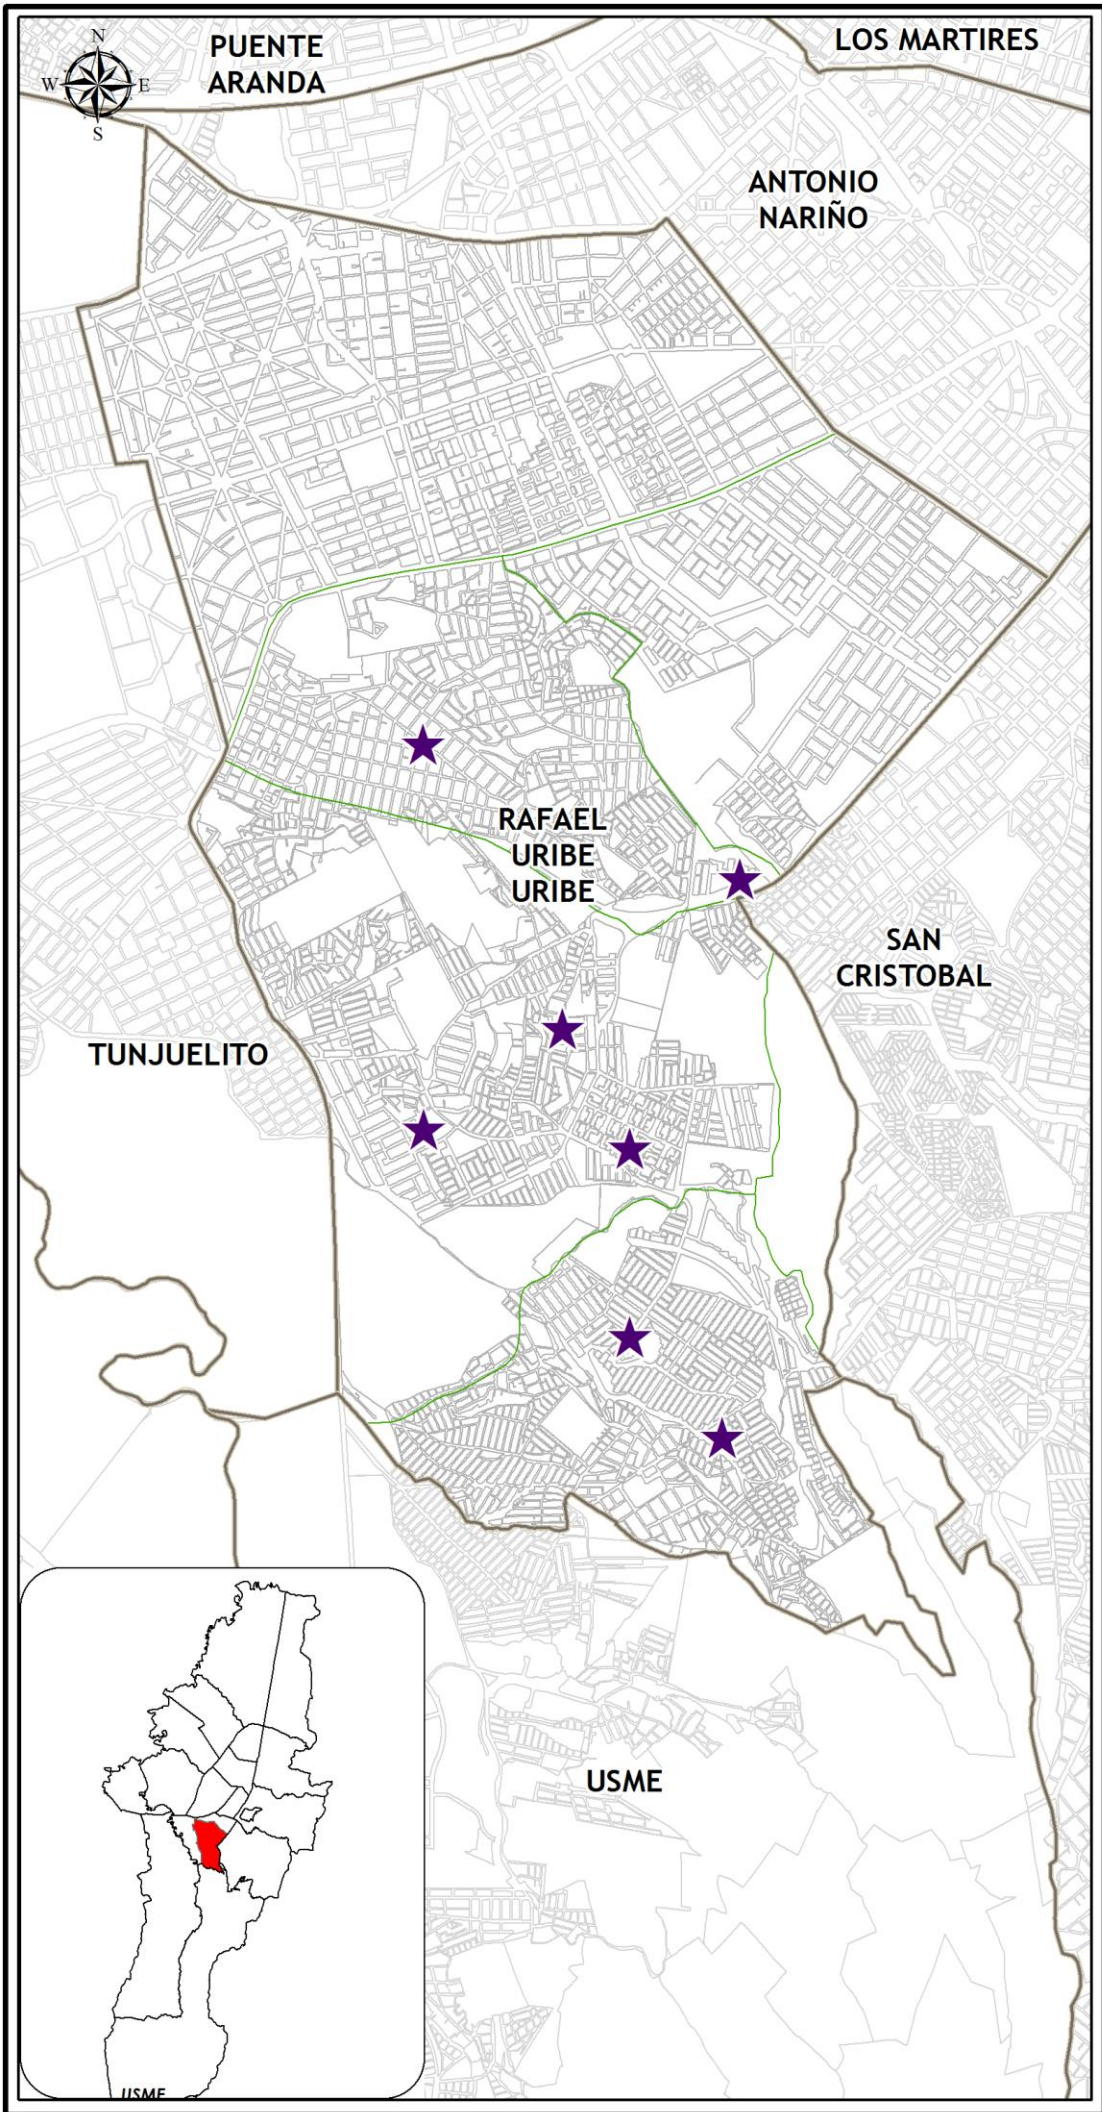 N
W E
S
PUENTE
ARANDA
LOS MARTIRES
ANTONIO
NARIÑO
RAFAEL
URIBE
URIBE
SAN
CRISTOBAL
TUNJUELITO
USME
USME